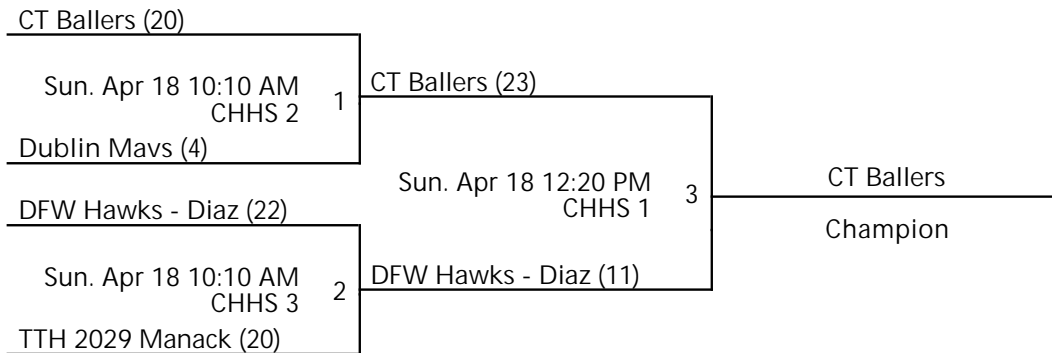 CT Ballers (20)
Sun. Apr 18 10:10 AM
CHHS 2
1
Dublin Mavs (4)
CT Ballers (23)
DFW Hawks - Diaz (22)
Sun. Apr 18 10:10 AM
CHHS 3
2
TTH 2029 Manack (20)
Sun. Apr 18 12:20 PM
CHHS 1
3
DFW Hawks - Diaz (11)
CT Ballers
Champion